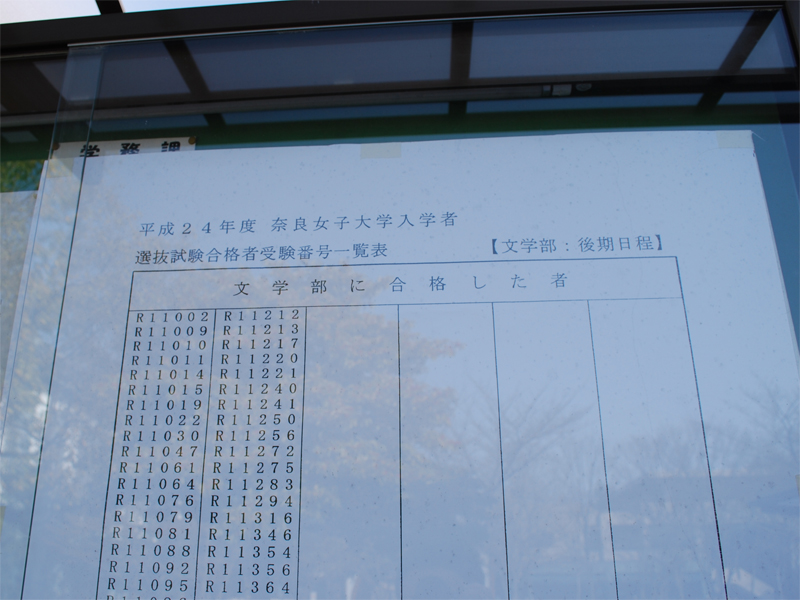 学務課
平成24年度 奈良女子大学入学者
選抜試験合格者受験番号一覧表 【文学部:後期日程】
文学部に合格した者
R11002 R11212
R11009 R11213
R11010 R11217
R11011 R11220
R11014 R11221
R11015 R11240
R11019 R11241
R11022 R11250
R11030 R11256
R11047 R11272
R11061 R11275
R11064 R11283
R11076 R11294
R11079 R11316
R11081 R11346
R11088 R11354
R11092 R11356
R11095 R11364